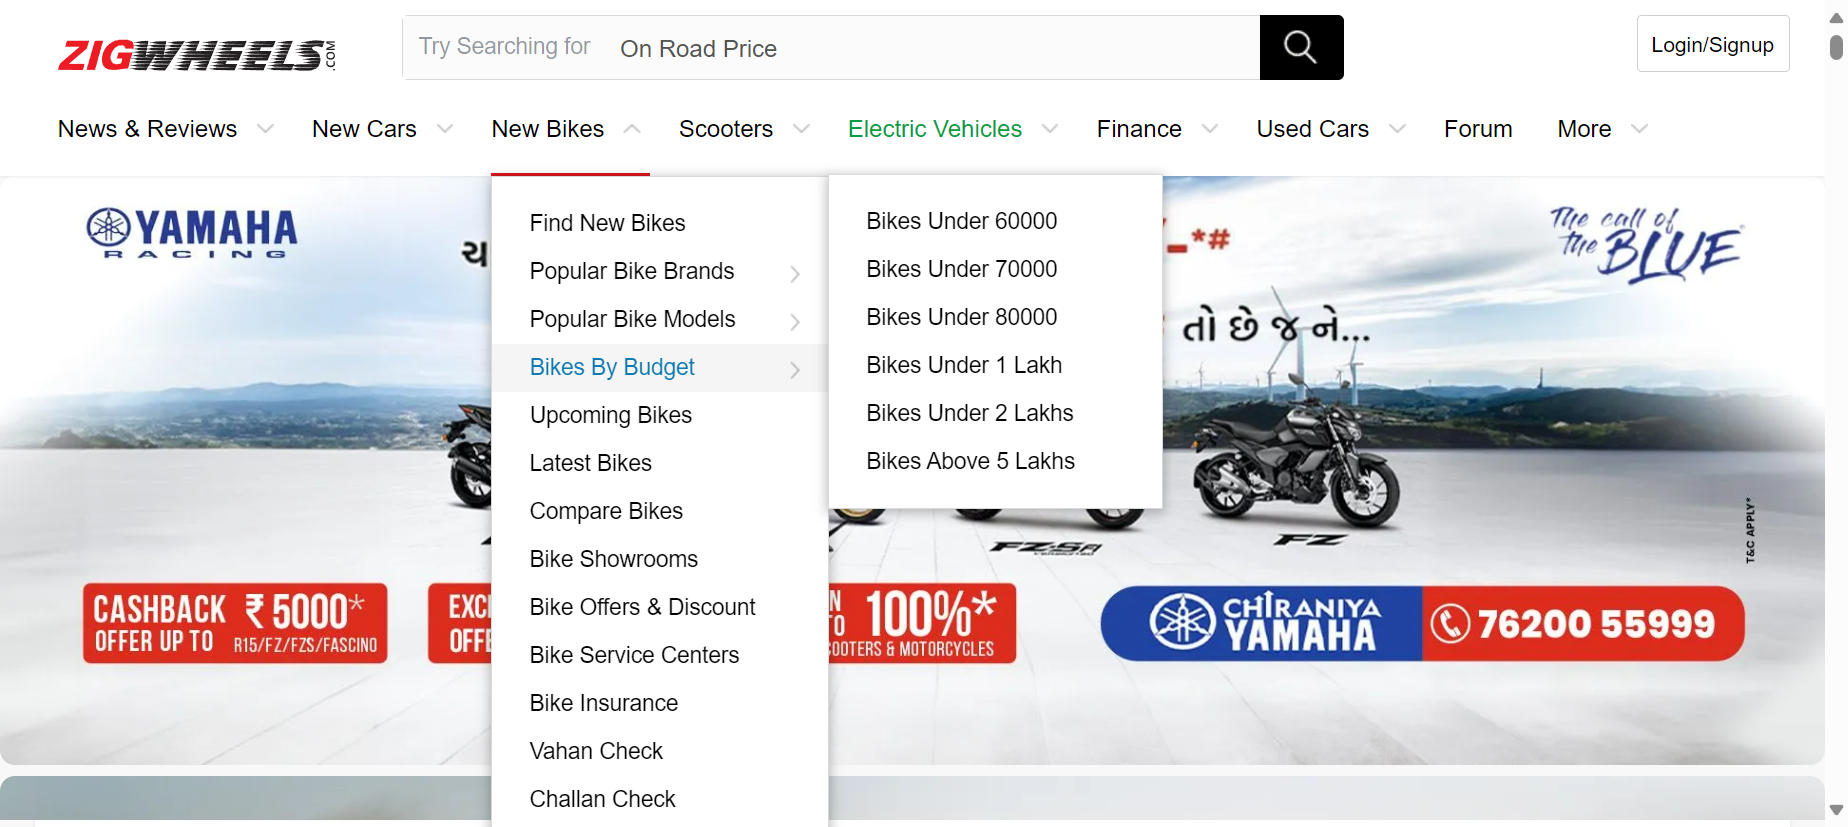 ZIGWHEELS.COM
Try Searching for On Road Price
Login/Signup
News & Reviews
New Cars
New Bikes
Scooters
Electric Vehicles
Finance
Used Cars
Forum
More
Find New Bikes
Popular Bike Brands
Popular Bike Models
Bikes By Budget
Upcoming Bikes
Latest Bikes
Compare Bikes
Bike Showrooms
Bike Offers & Discount
Bike Service Centers
Bike Insurance
Vahan Check
Challan Check
Bikes Under 60000
Bikes Under 70000
Bikes Under 80000
Bikes Under 1 Lakh
Bikes Under 2 Lakhs
Bikes Above 5 Lakhs
YAMAHA
RACING
The call of
the BLUE
તો છે જ ને...
FZ
T&C APPLY*
CASHBACK
OFFER UP TO
₹ 5000*
R15/FZ/FZS/FASCINO
100%*
& MOTORCYCLES
CHIRANIYA
YAMAHA
76200 55999